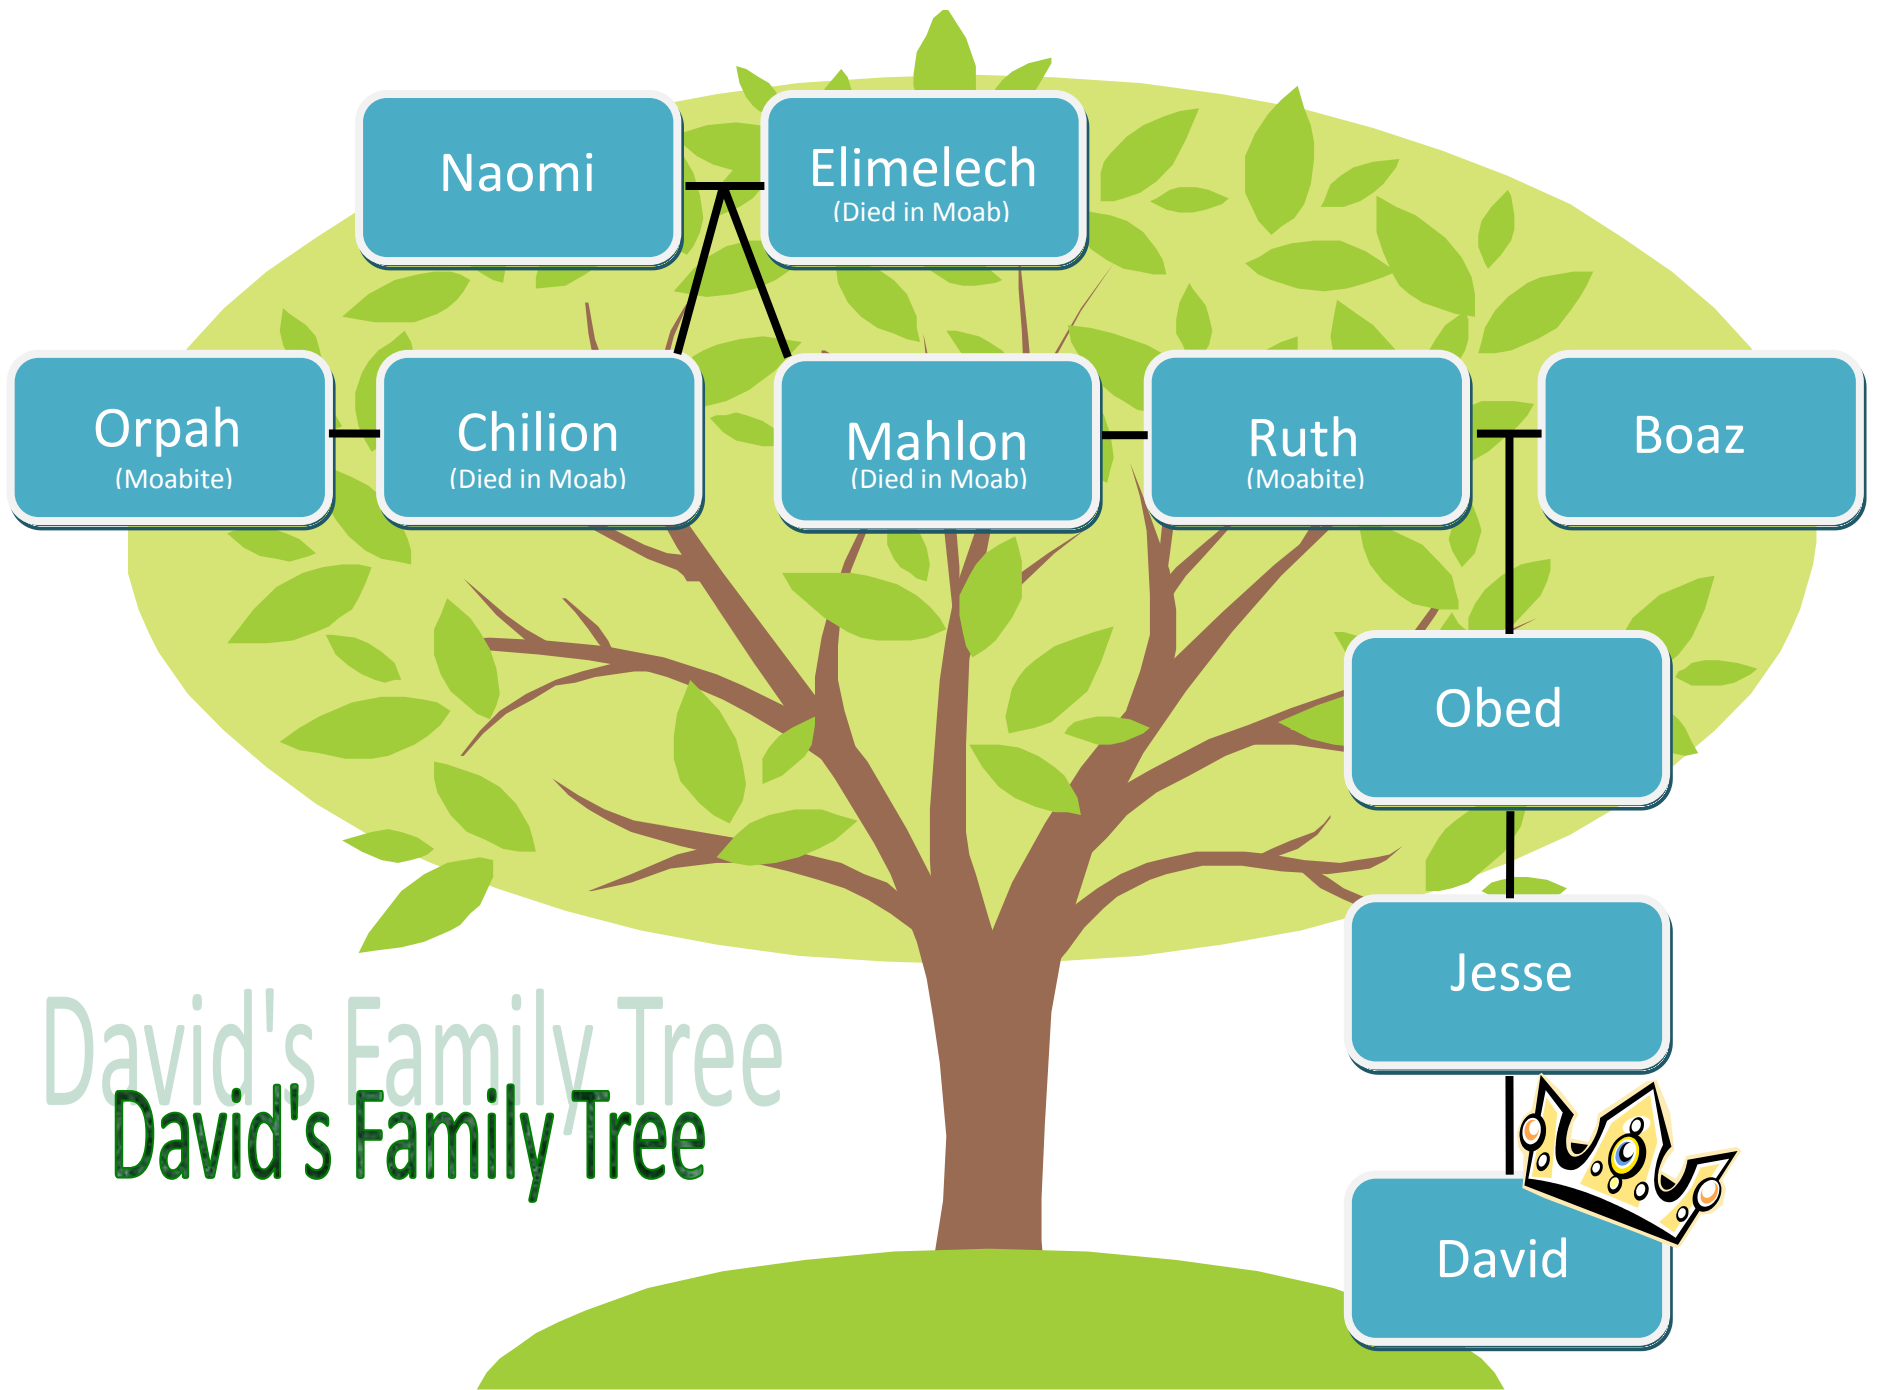 Naomi
Elimelech
(Died in Moab)
Orpah
(Moabite)
Chilion
(Died in Moab)
Mahlon
(Died in Moab)
Ruth
(Moabite)
Boaz
Obed
Jesse
David's Family Tree
David's Family Tree
David